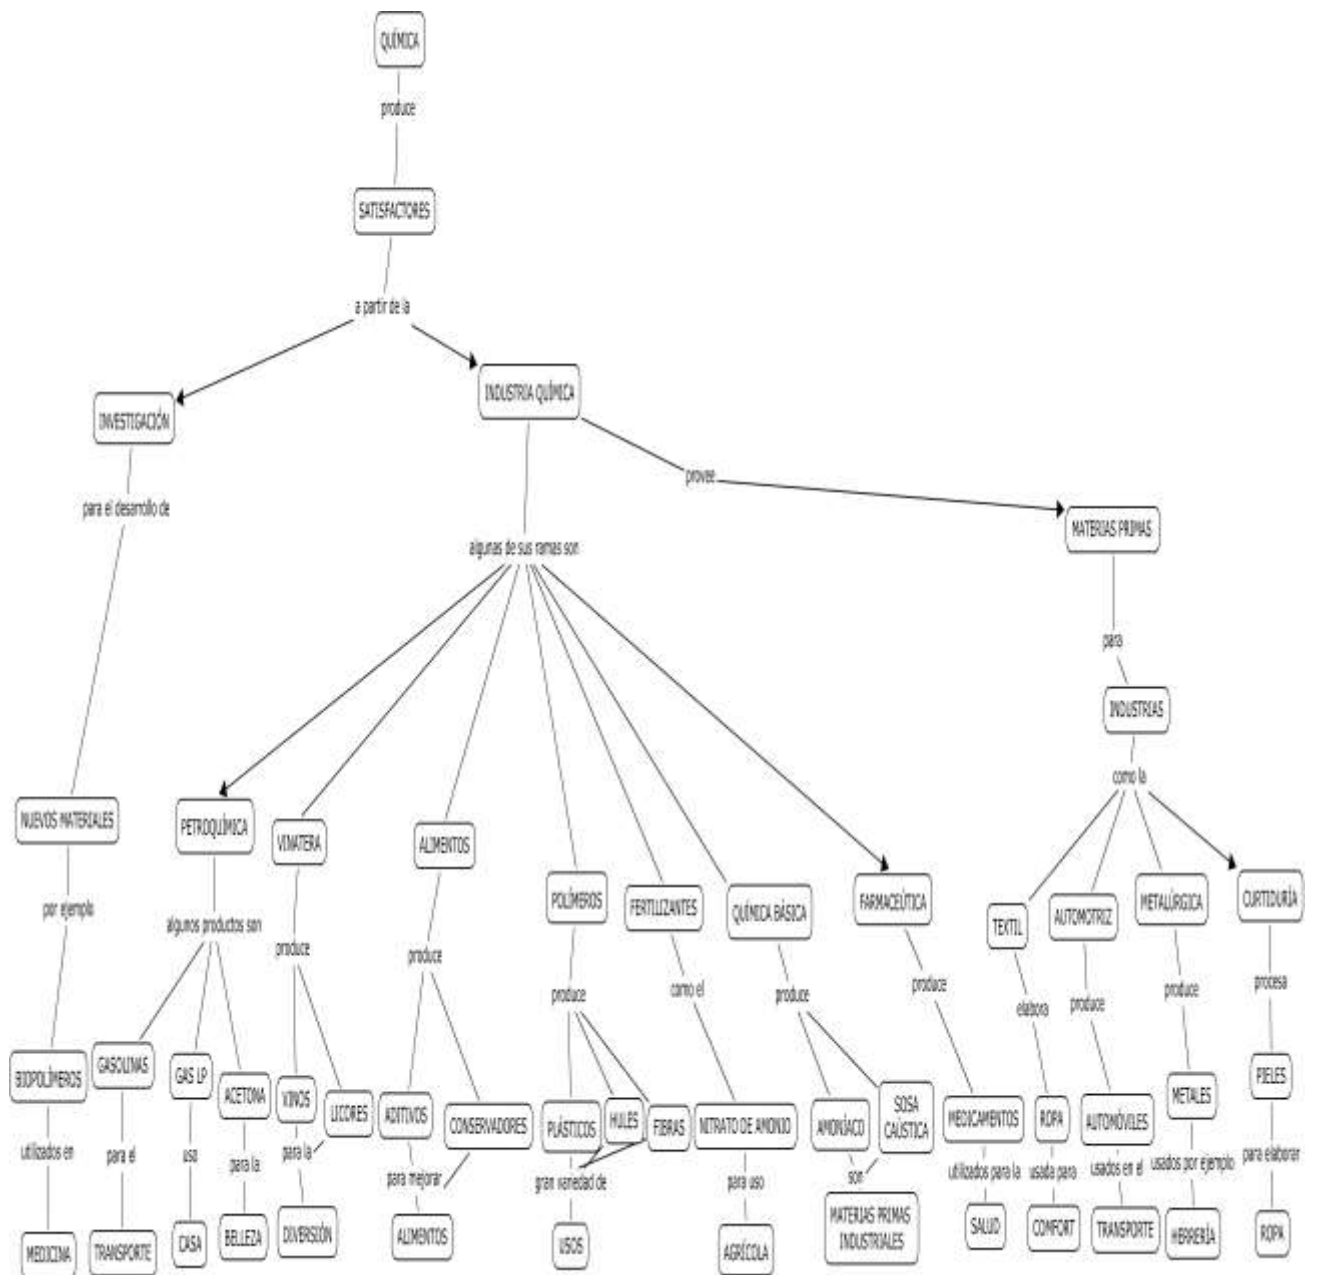 QUÍMICA
produce
SATISFACTORES
a partir de la
INVESTIGACIÓN
INDUSTRIA QUÍMICA
para el desarrollo de
provee
algunas de sus ramas son
MATERIAS PRIMAS
para
INDUSTRIAS
como la
NUEVOS MATERIALES
PETROQUÍMICA
VINATERA
ALIMENTOS
POLÍMEROS
FERTILIZANTES
QUÍMICA BÁSICA
FARMACEÚTICA
TEXTIL
AUTOMOTRIZ
METALÚRGICA
CURTIDURÍA
por ejemplo
algunos productos son
produce
produce
produce
como el
produce
produce
elabora
produce
produce
procesa
BIOPOLÍMEROS
GASOLINAS
GAS LP
ACETONA
VINOS
LICORES
ADITIVOS
CONSERVADORES
PLÁSTICOS
HULES
FIBRAS
NITRATO DE AMONIO
AMONÍACO
SOSA
CAÚSTICA
MEDICAMENTOS
ROPA
AUTOMÓVILES
METALES
PIELES
utilizados en
para el
uso
para la
para la
para mejorar
gran variedad de
para uso
son
utilizados para la
usada para
usados en el
usados por ejemplo
para elaborar
MEDICINA
TRANSPORTE
CASA
BELLEZA
DIVERSIÓN
ALIMENTOS
USOS
AGRÍCOLA
MATERIAS PRIMAS
INDUSTRIALES
SALUD
COMFORT
TRANSPORTE
HERRERÍA
ROPA